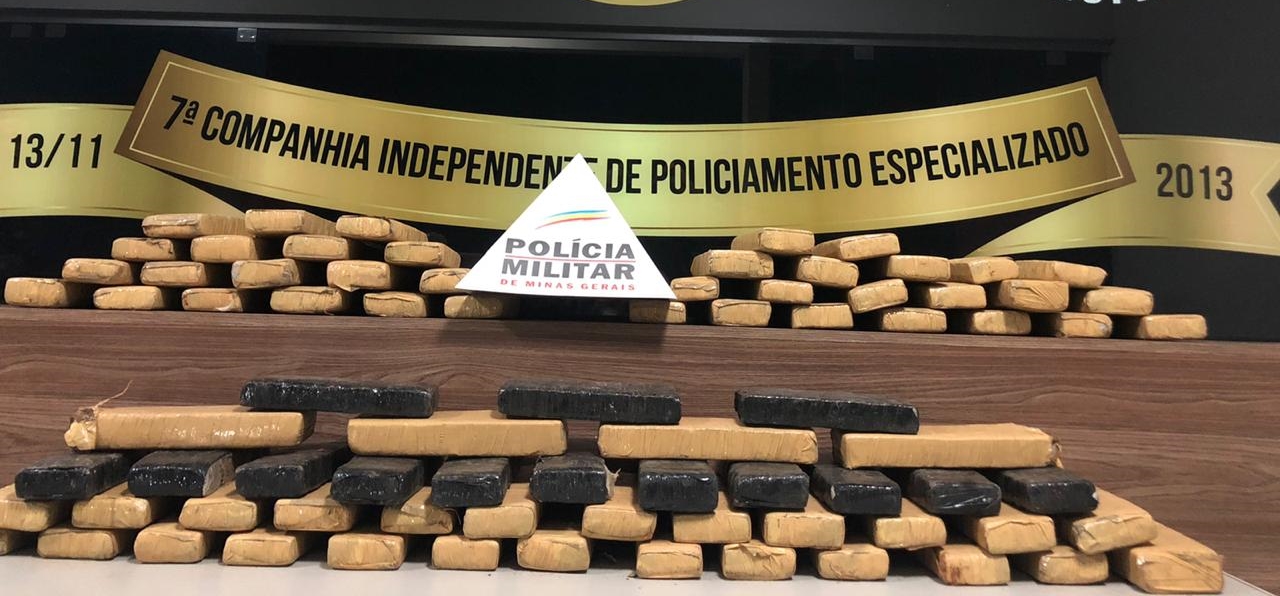 13/11
7ª COMPANHIA INDEPENDENTE DE POLICIAMENTO ESPECIALIZADO
2013
POLÍCIA
MILITAR
DE MINAS GERAIS